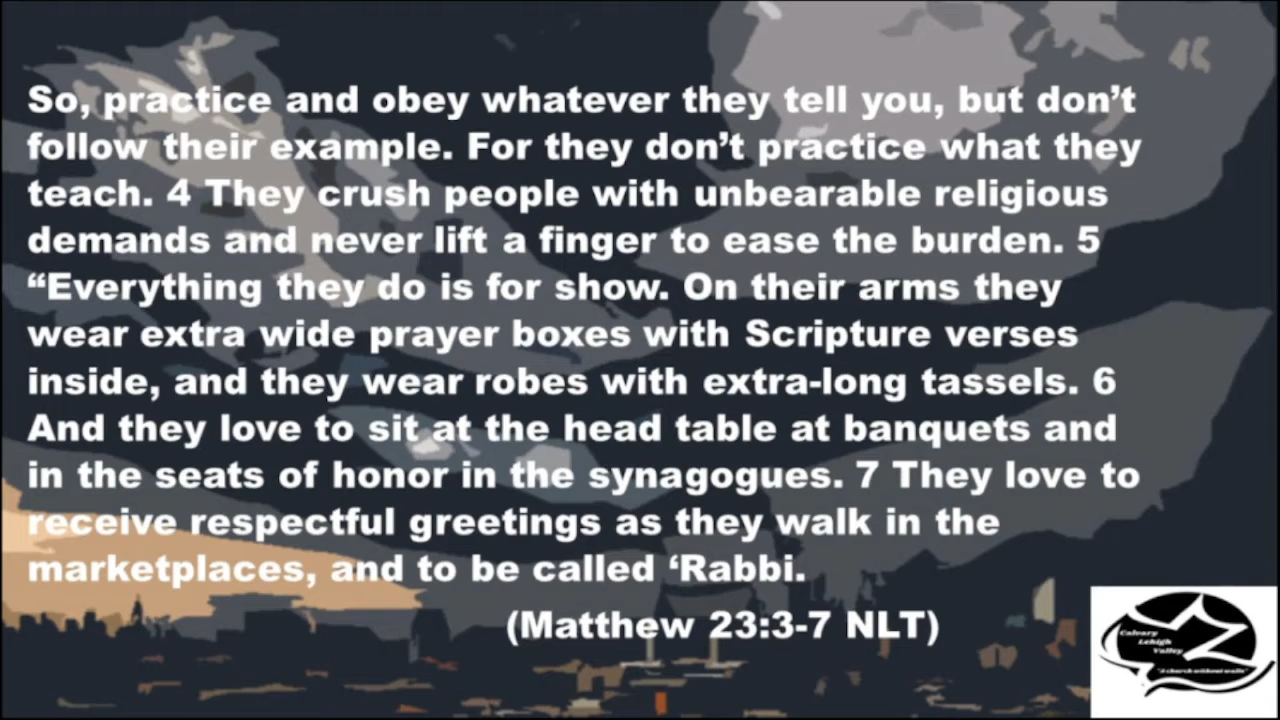 So, practice and obey whatever they tell you, but don’t
follow their example. For they don’t practice what they
teach. 4 They crush people with unbearable religious
demands and never lift a finger to ease the burden. 5
“Everything they do is for show. On their arms they
wear extra wide prayer boxes with Scripture verses
inside, and they wear robes with extra-long tassels. 6
And they love to sit at the head table at banquets and
in the seats of honor in the synagogues. 7 They love to
receive respectful greetings as they walk in the
marketplaces, and to be called ‘Rabbi.
(Matthew 23:3-7 NLT)
Calvary
Lehigh
Valley
"A church without walls"